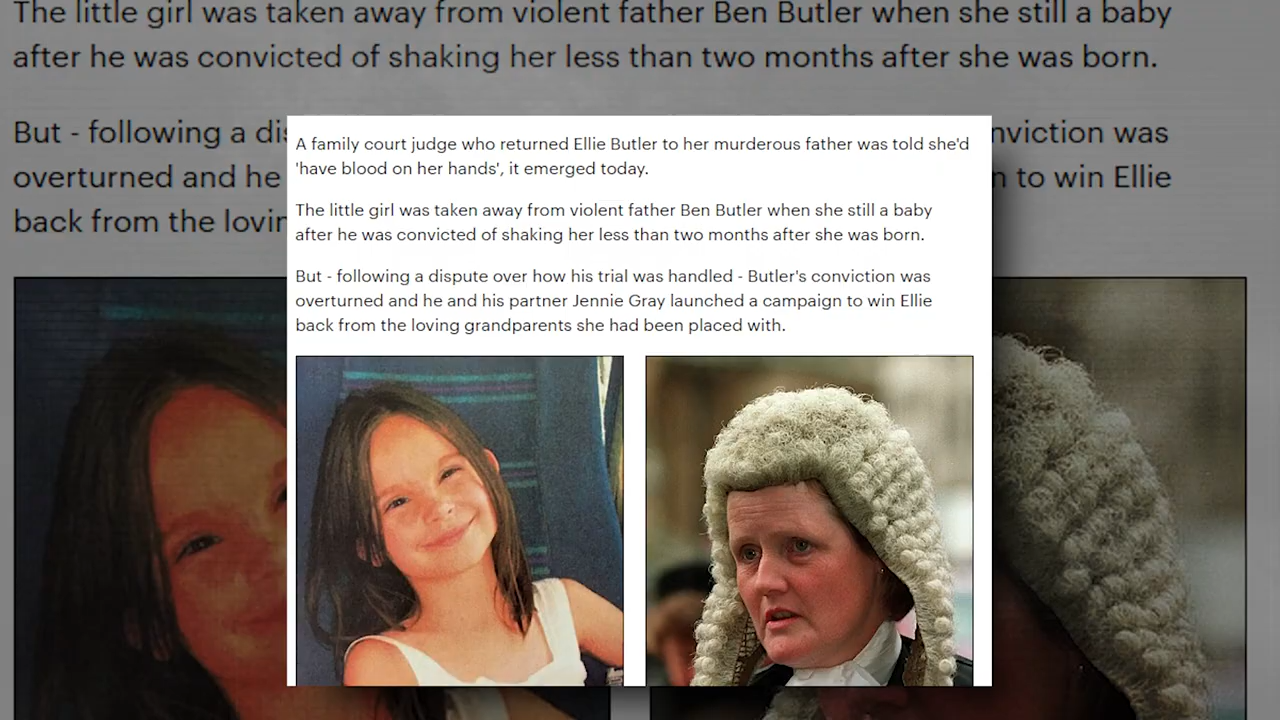 The little girl was taken away from violent father Ben Butler when she still a baby
after he was convicted of shaking her less than two months after she was born.
But - following a dis
nviction was
overturned and he
n to win Ellie
back from the lovin
A family court judge who returned Ellie Butler to her murderous father was told she'd
'have blood on her hands', it emerged today.
The little girl was taken away from violent father Ben Butler when she still a baby
after he was convicted of shaking her less than two months after she was born.
But - following a dispute over how his trial was handled - Butler's conviction was
overturned and he and his partner Jennie Gray launched a campaign to win Ellie
back from the loving grandparents she had been placed with.